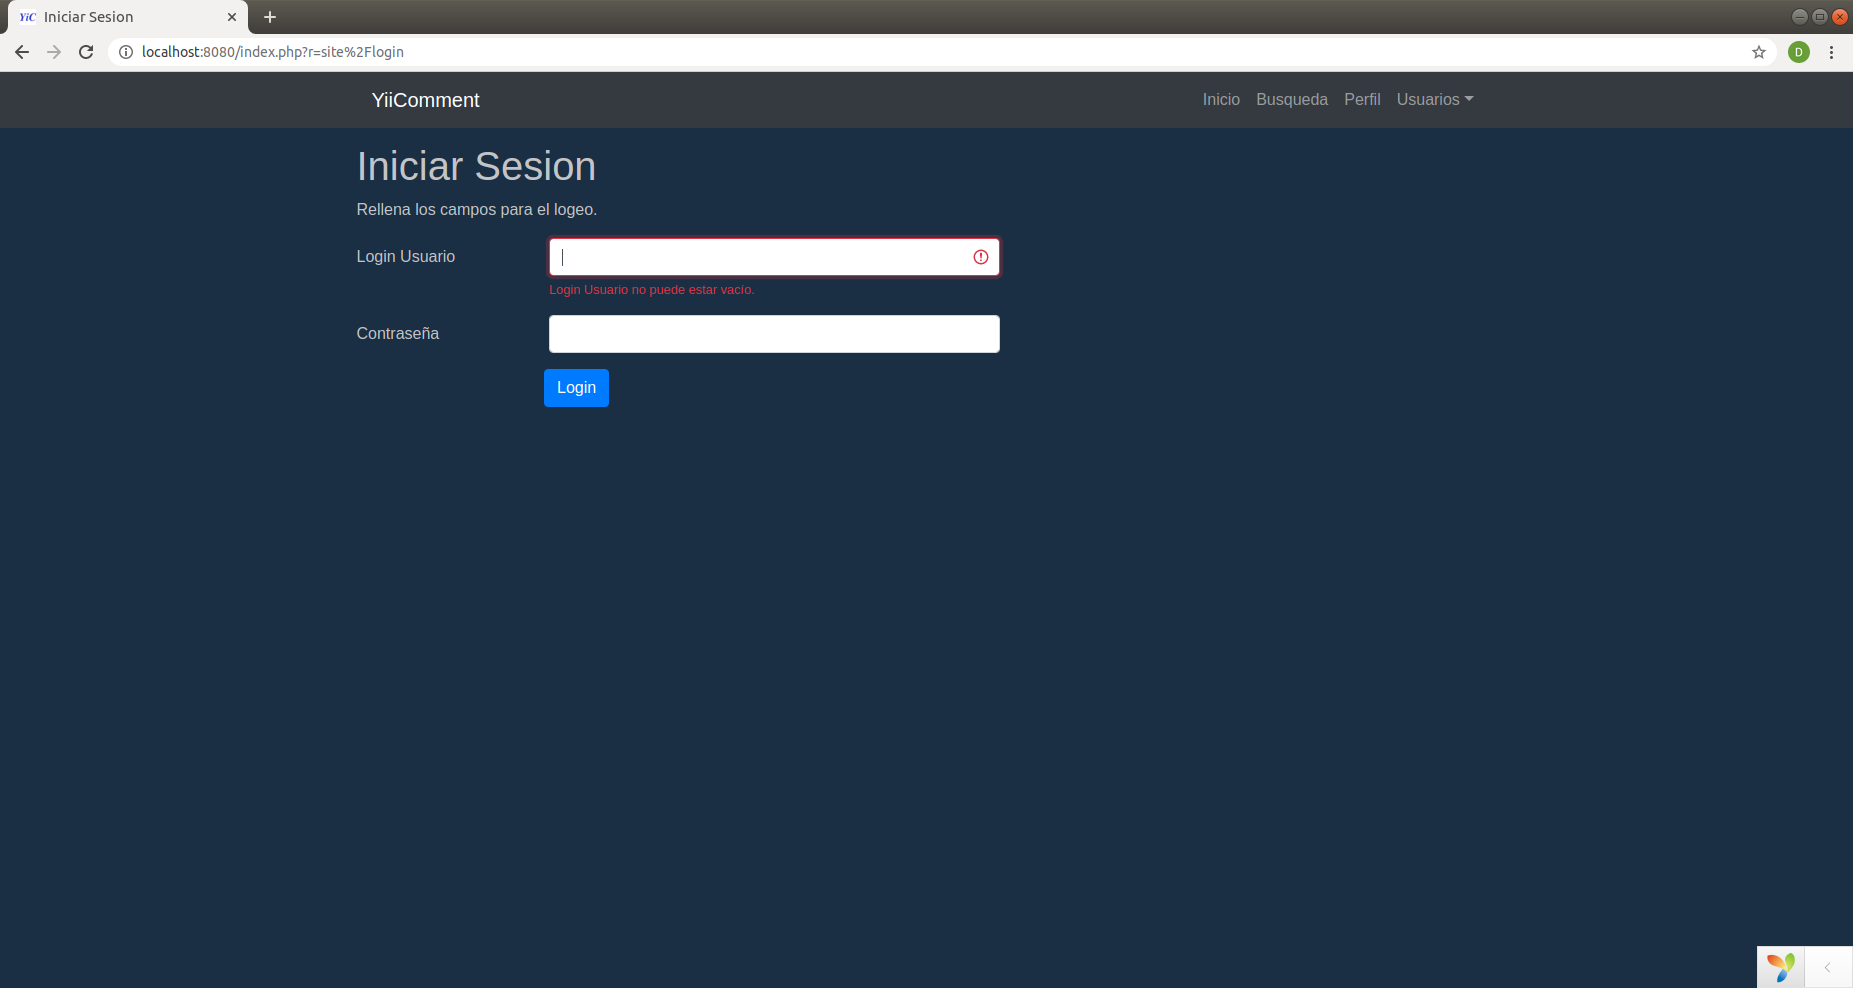 YiC Iniciar Sesion
localhost:8080/index.php?r=site%2Flogin
D
YiiComment
Inicio Busqueda Perfil Usuarios
Iniciar Sesion
Rellena los campos para el logeo.
Login Usuario
Login Usuario no puede estar vacío.
Contraseña
Login